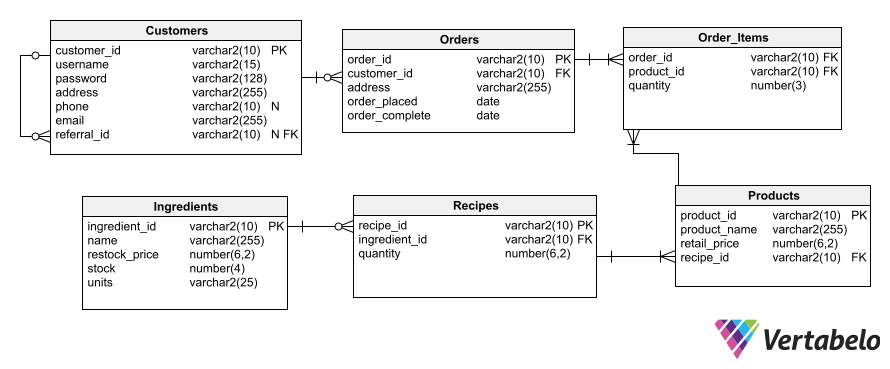 Customers
customer_id varchar2(10) PK
username varchar2(15)
password varchar2(128)
address varchar2(255)
phone varchar2(10) N
email varchar2(255)
referral_id varchar2(10) N FK
Orders
order_id varchar2(10) PK
customer_id varchar2(10) FK
address varchar2(255)
order_placed date
order_complete date
Order_Items
order_id varchar2(10) FK
product_id varchar2(10) FK
quantity number(3)
Ingredients
ingredient_id varchar2(10) PK
name varchar2(255)
restock_price number(6,2)
stock number(4)
units varchar2(25)
Recipes
recipe_id varchar2(10) PK
ingredient_id varchar2(10) FK
quantity number(6,2)
Products
product_id varchar2(10) PK
product_name varchar2(255)
retail_price number(6,2)
recipe_id varchar2(10) FK
Vertabelo